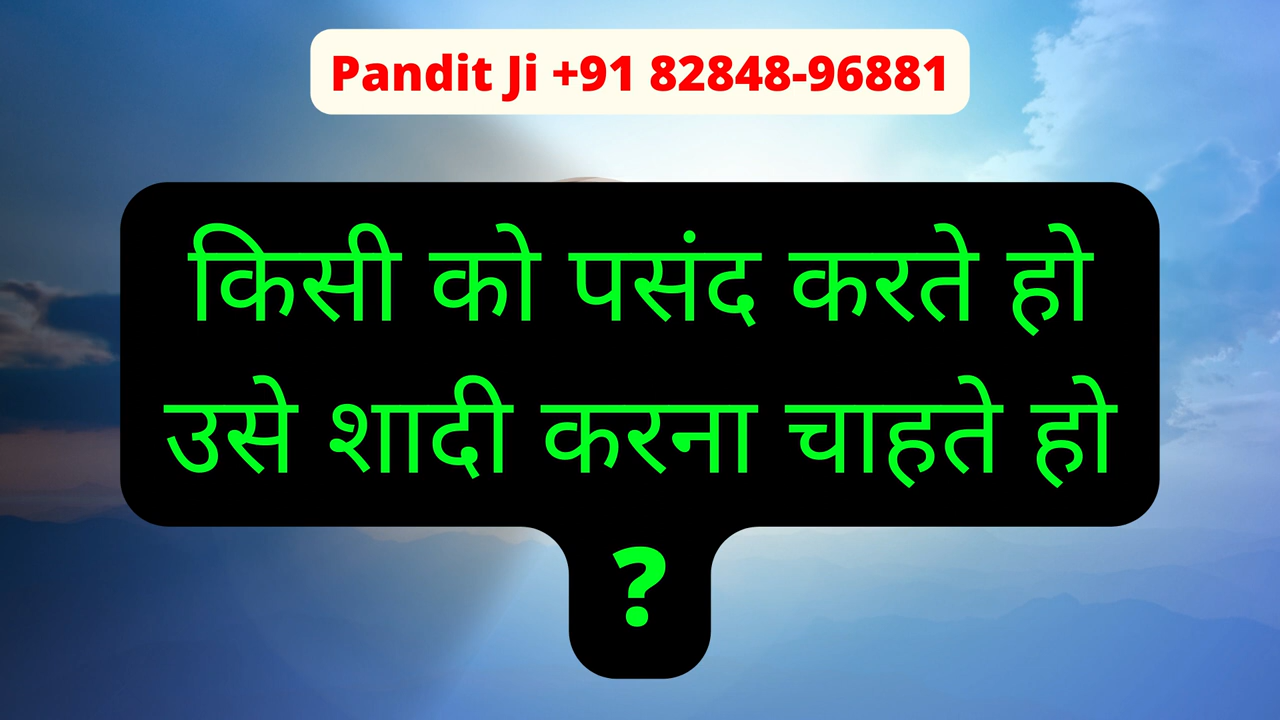 Pandit Ji +91 82848-96881
किसी को पसंद करते हो
उसे शादी करना चाहते हो
?